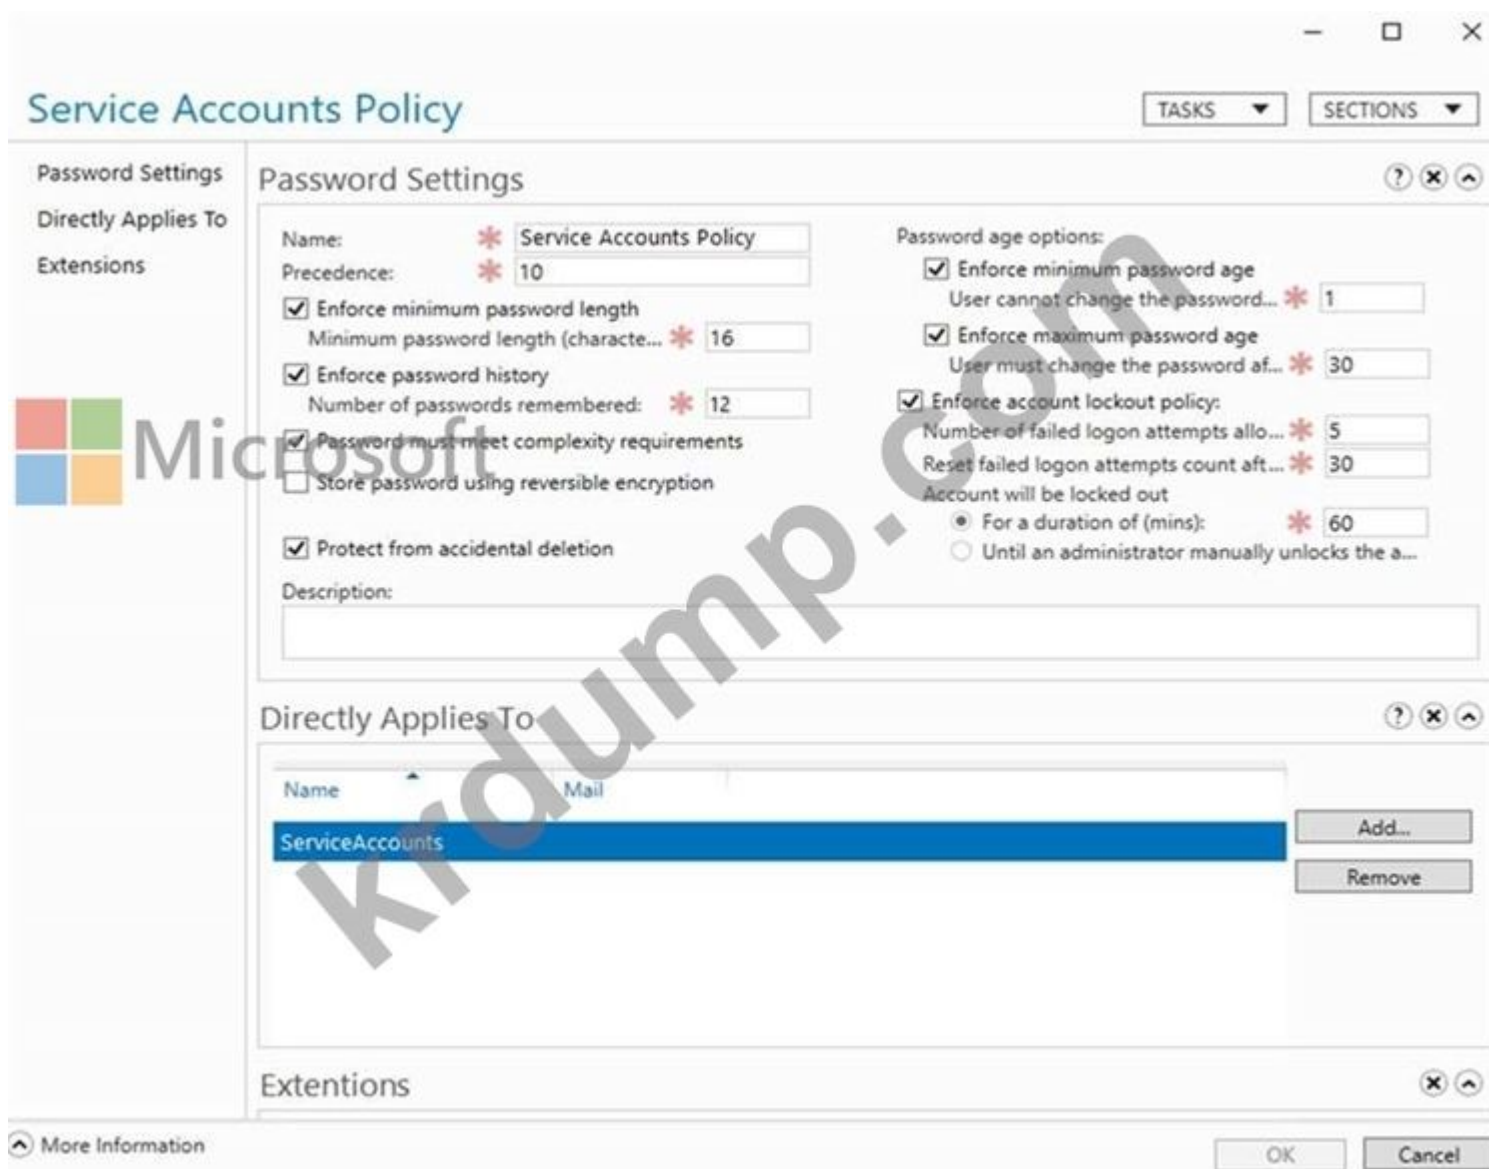 Service Accounts Policy
TASKS
SECTIONS
Password Settings
Directly Applies To
Extensions
Password Settings
Name:
* Service Accounts Policy
Precedence:
* 10
Enforce minimum password length
Minimum password length (characte... * 16
Enforce password history
Number of passwords remembered: * 12
Password must meet complexity requirements
Store password using reversible encryption
Protect from accidental deletion
Description:
Password age options:
Enforce minimum password age
User cannot change the password... * 1
Enforce maximum password age
User must change the password af... * 30
Enforce account lockout policy:
Number of failed logon attempts allo... * 5
Reset failed logon attempts count aft... * 30
Account will be locked out
For a duration of (mins): * 60
Until an administrator manually unlocks the a...
Directly Applies To
Name Mail
ServiceAccounts
Add...
Remove
Extentions
More Information
OK
Cancel
Microsoft
krdump.com